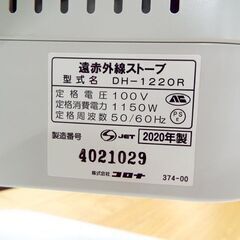 遠赤外線ストーブ
型式名 DH-1220R
定格電圧 100V
定格消費電力 1150W
定格周波数 50/60Hz
PS
E
JET 2020年製
製造番号
4021029
株式会社 コロナ 374-00